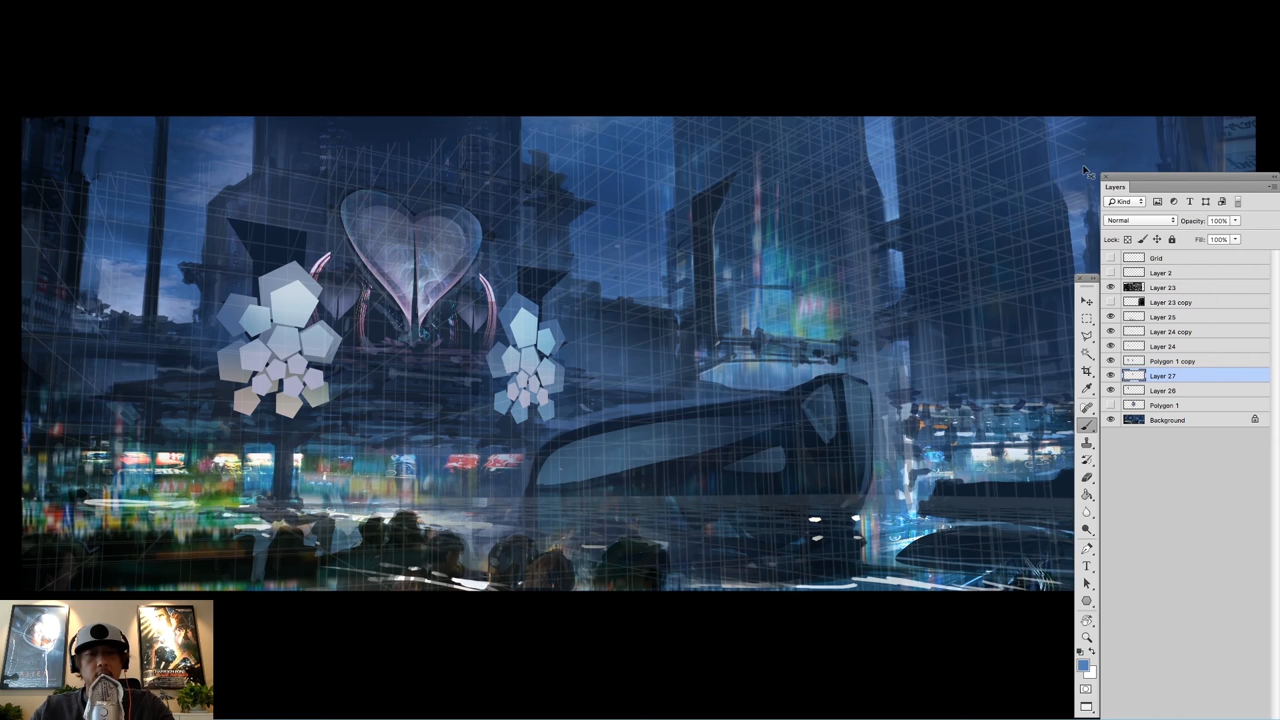 Layers
Kind
Normal Opacity: 100%
Lock: Fill: 100%
Grid
Layer 2
Layer 23
Layer 23 copy
Layer 25
Layer 24 copy
Layer 24
Polygon 1 copy
Layer 27
Layer 26
Polygon 1
Background